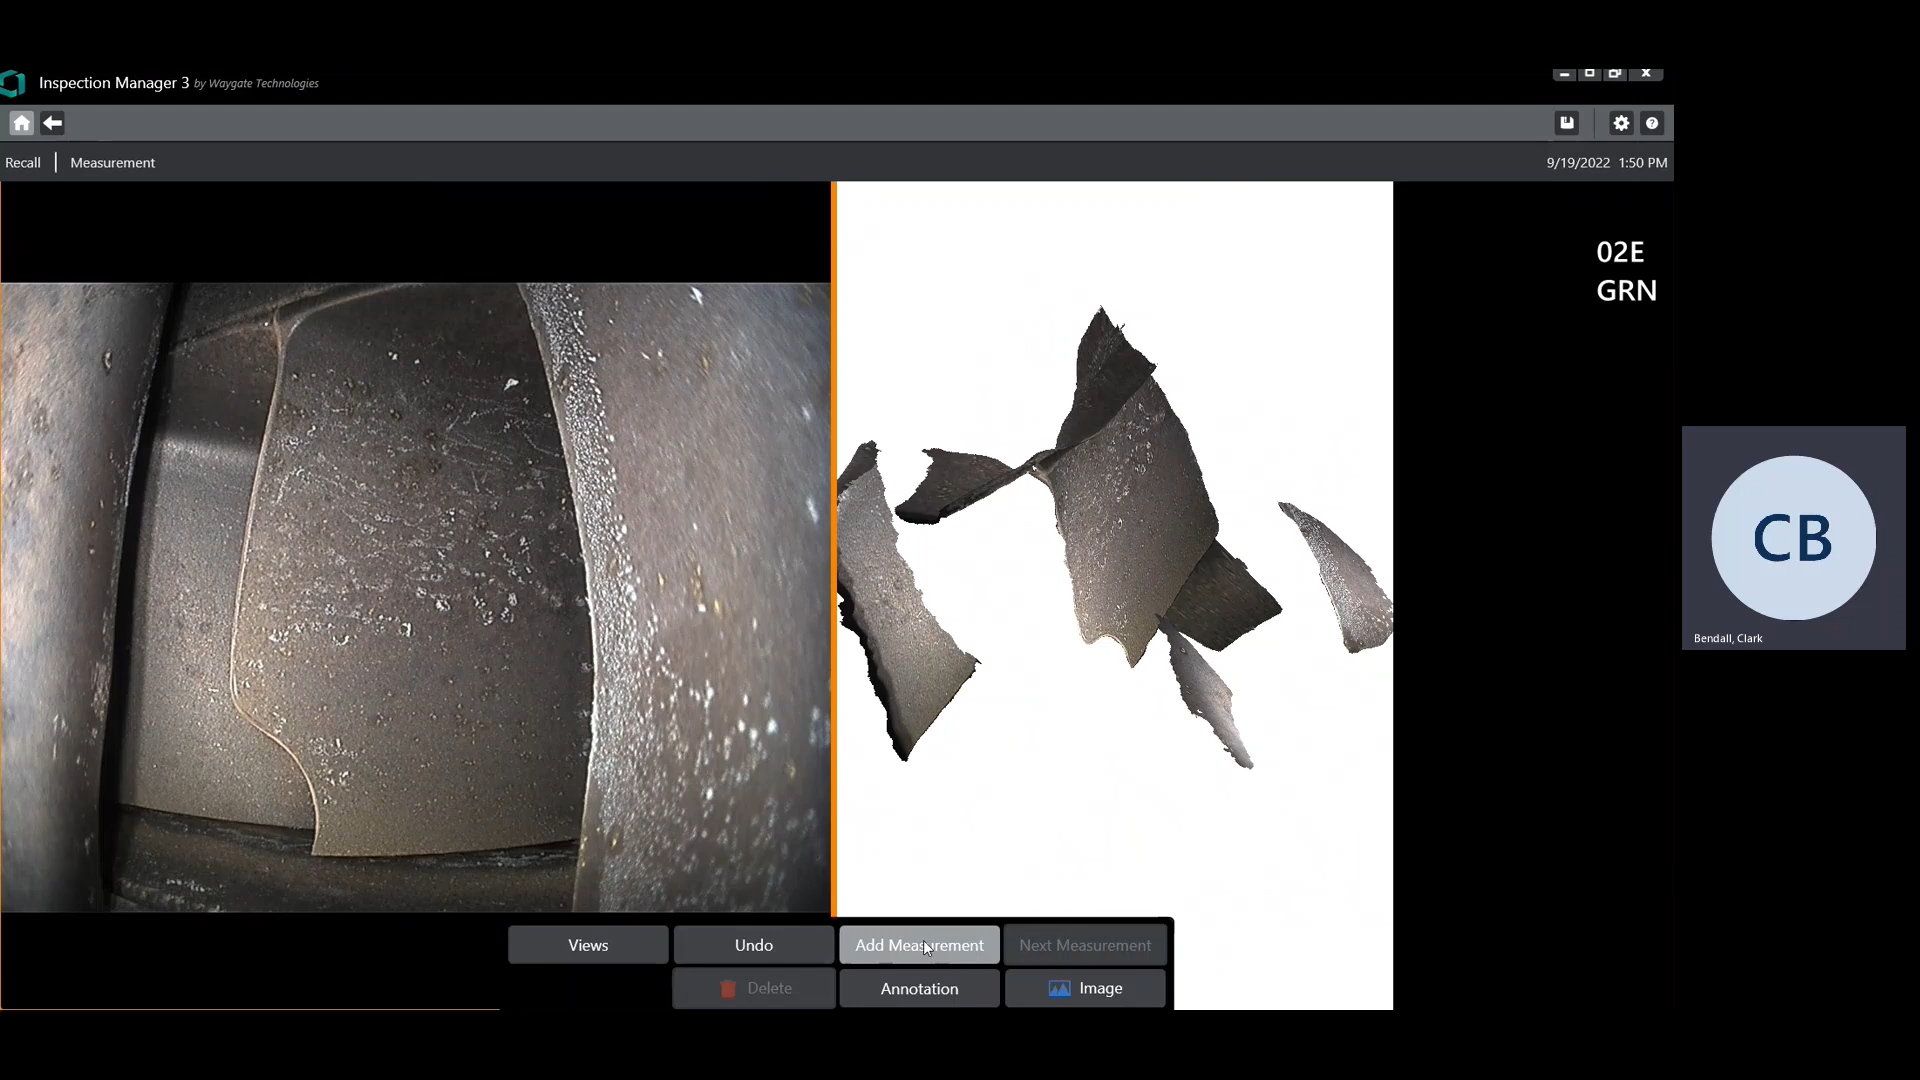 Inspection Manager 3 by Waygate Technologies
Recall | Measurement
9/19/2022 1:50 PM
02E
GRN
CB
Bendall, Clark
Views
Undo
Add Measurement
Next Measurement
Delete
Annotation
Image